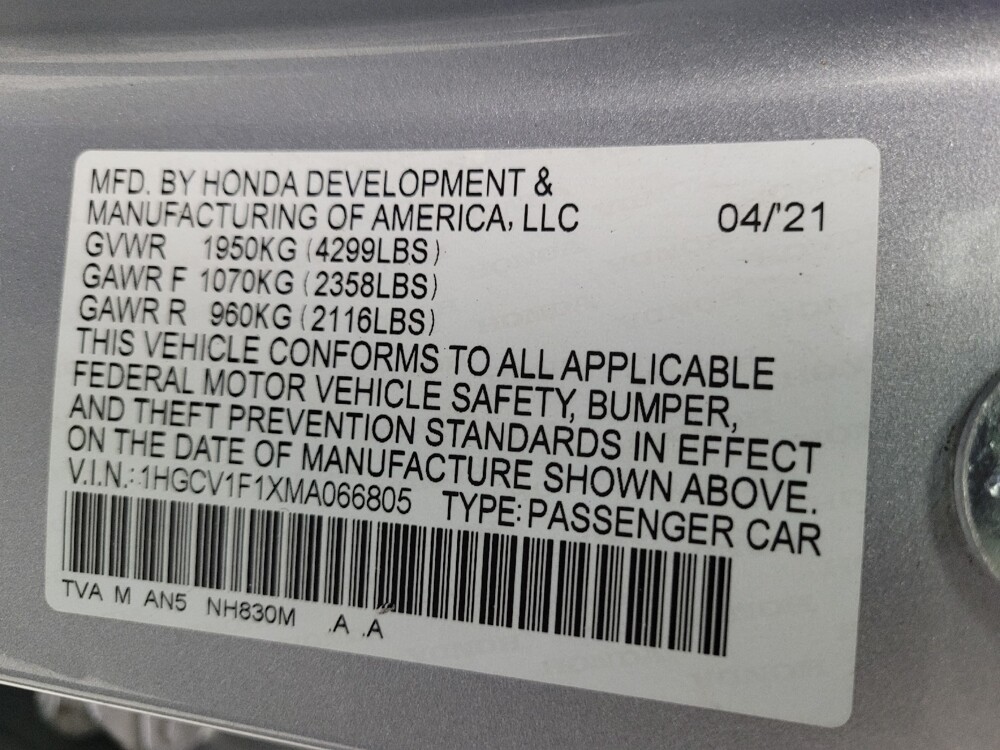 MFD. BY HONDA DEVELOPMENT &
MANUFACTURING OF AMERICA, LLC 04/'21
GVWR 1950KG (4299LBS)
GAWR F 1070KG (2358LBS)
GAWR R 960KG (2116LBS)
THIS VEHICLE CONFORMS TO ALL APPLICABLE
FEDERAL MOTOR VEHICLE SAFETY, BUMPER,
AND THEFT PREVENTION STANDARDS IN EFFECT
ON THE DATE OF MANUFACTURE SHOWN ABOVE.
V.I.N.: 1HGCV1F1XMA066805 TYPE: PASSENGER CAR
TVA M AN5 NH830M .A .A